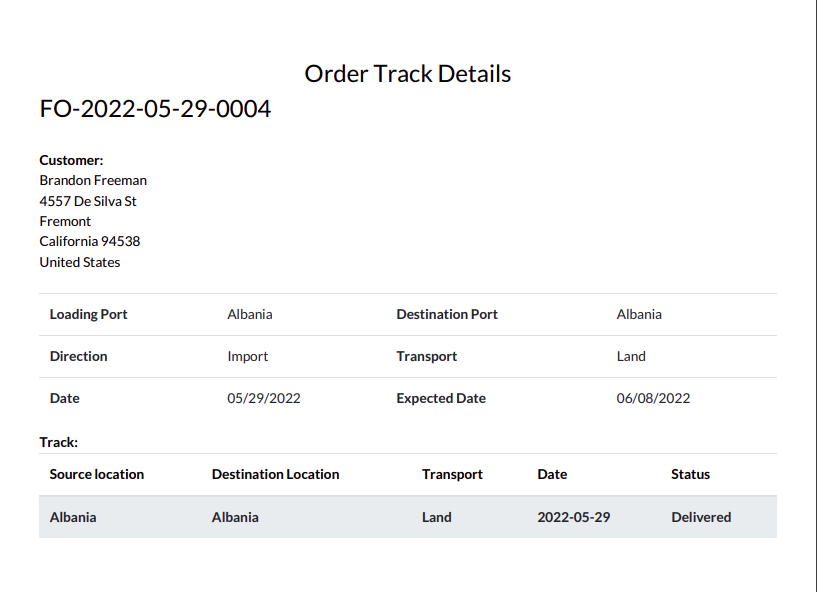 Order Track Details
FO-2022-05-29-0004
Customer:
Brandon Freeman
4557 De Silva St
Fremont
California 94538
United States
Loading Port Albania Destination Port Albania
Direction Import Transport Land
Date 05/29/2022 Expected Date 06/08/2022
Track:
Source location Destination Location Transport Date Status
Albania Albania Land 2022-05-29 Delivered